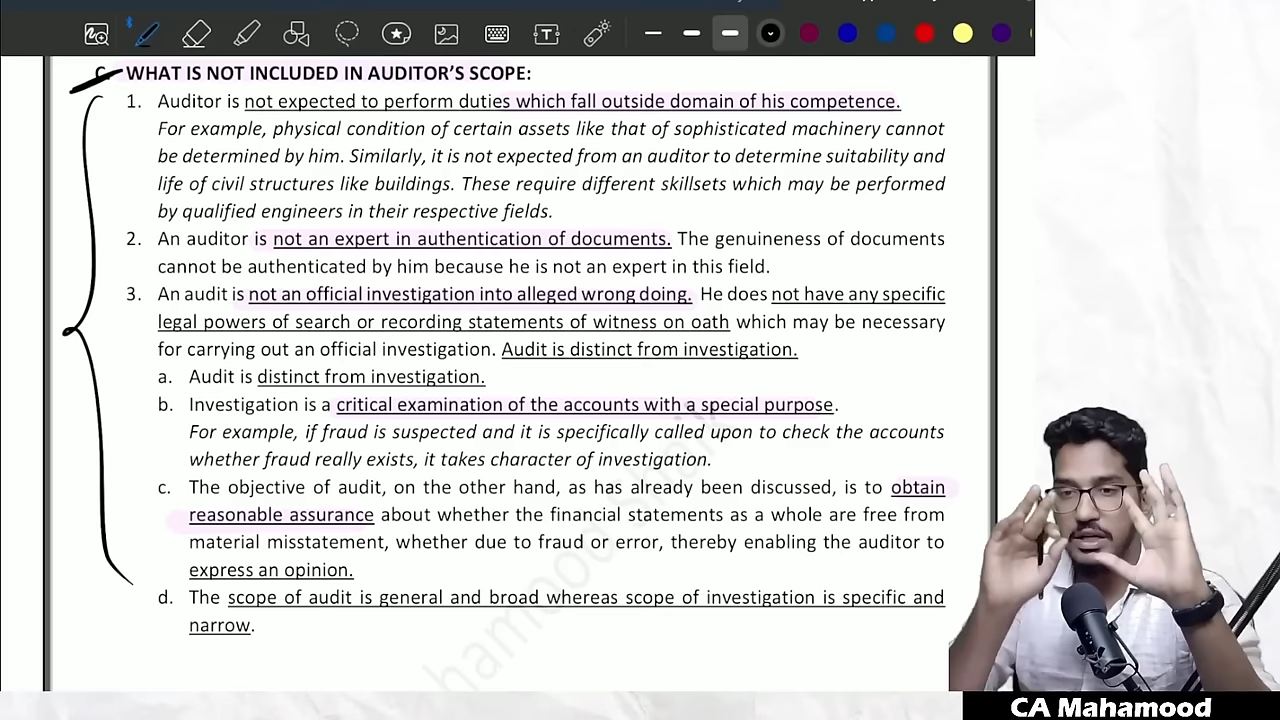 C. WHAT IS NOT INCLUDED IN AUDITOR’S SCOPE:
1. Auditor is not expected to perform duties which fall outside domain of his competence.
For example, physical condition of certain assets like that of sophisticated machinery cannot
be determined by him. Similarly, it is not expected from an auditor to determine suitability and
life of civil structures like buildings. These require different skillsets which may be performed
by qualified engineers in their respective fields.
2. An auditor is not an expert in authentication of documents. The genuineness of documents
cannot be authenticated by him because he is not an expert in this field.
3. An audit is not an official investigation into alleged wrong doing. He does not have any specific
legal powers of search or recording statements of witness on oath which may be necessary
for carrying out an official investigation. Audit is distinct from investigation.
a. Audit is distinct from investigation.
b. Investigation is a critical examination of the accounts with a special purpose.
For example, if fraud is suspected and it is specifically called upon to check the accounts
whether fraud really exists, it takes character of investigation.
c. The objective of audit, on the other hand, as has already been discussed, is to obtain
reasonable assurance about whether the financial statements as a whole are free from
material misstatement, whether due to fraud or error, thereby enabling the auditor to
express an opinion.
d. The scope of audit is general and broad whereas scope of investigation is specific and
narrow.
CA Mahamood